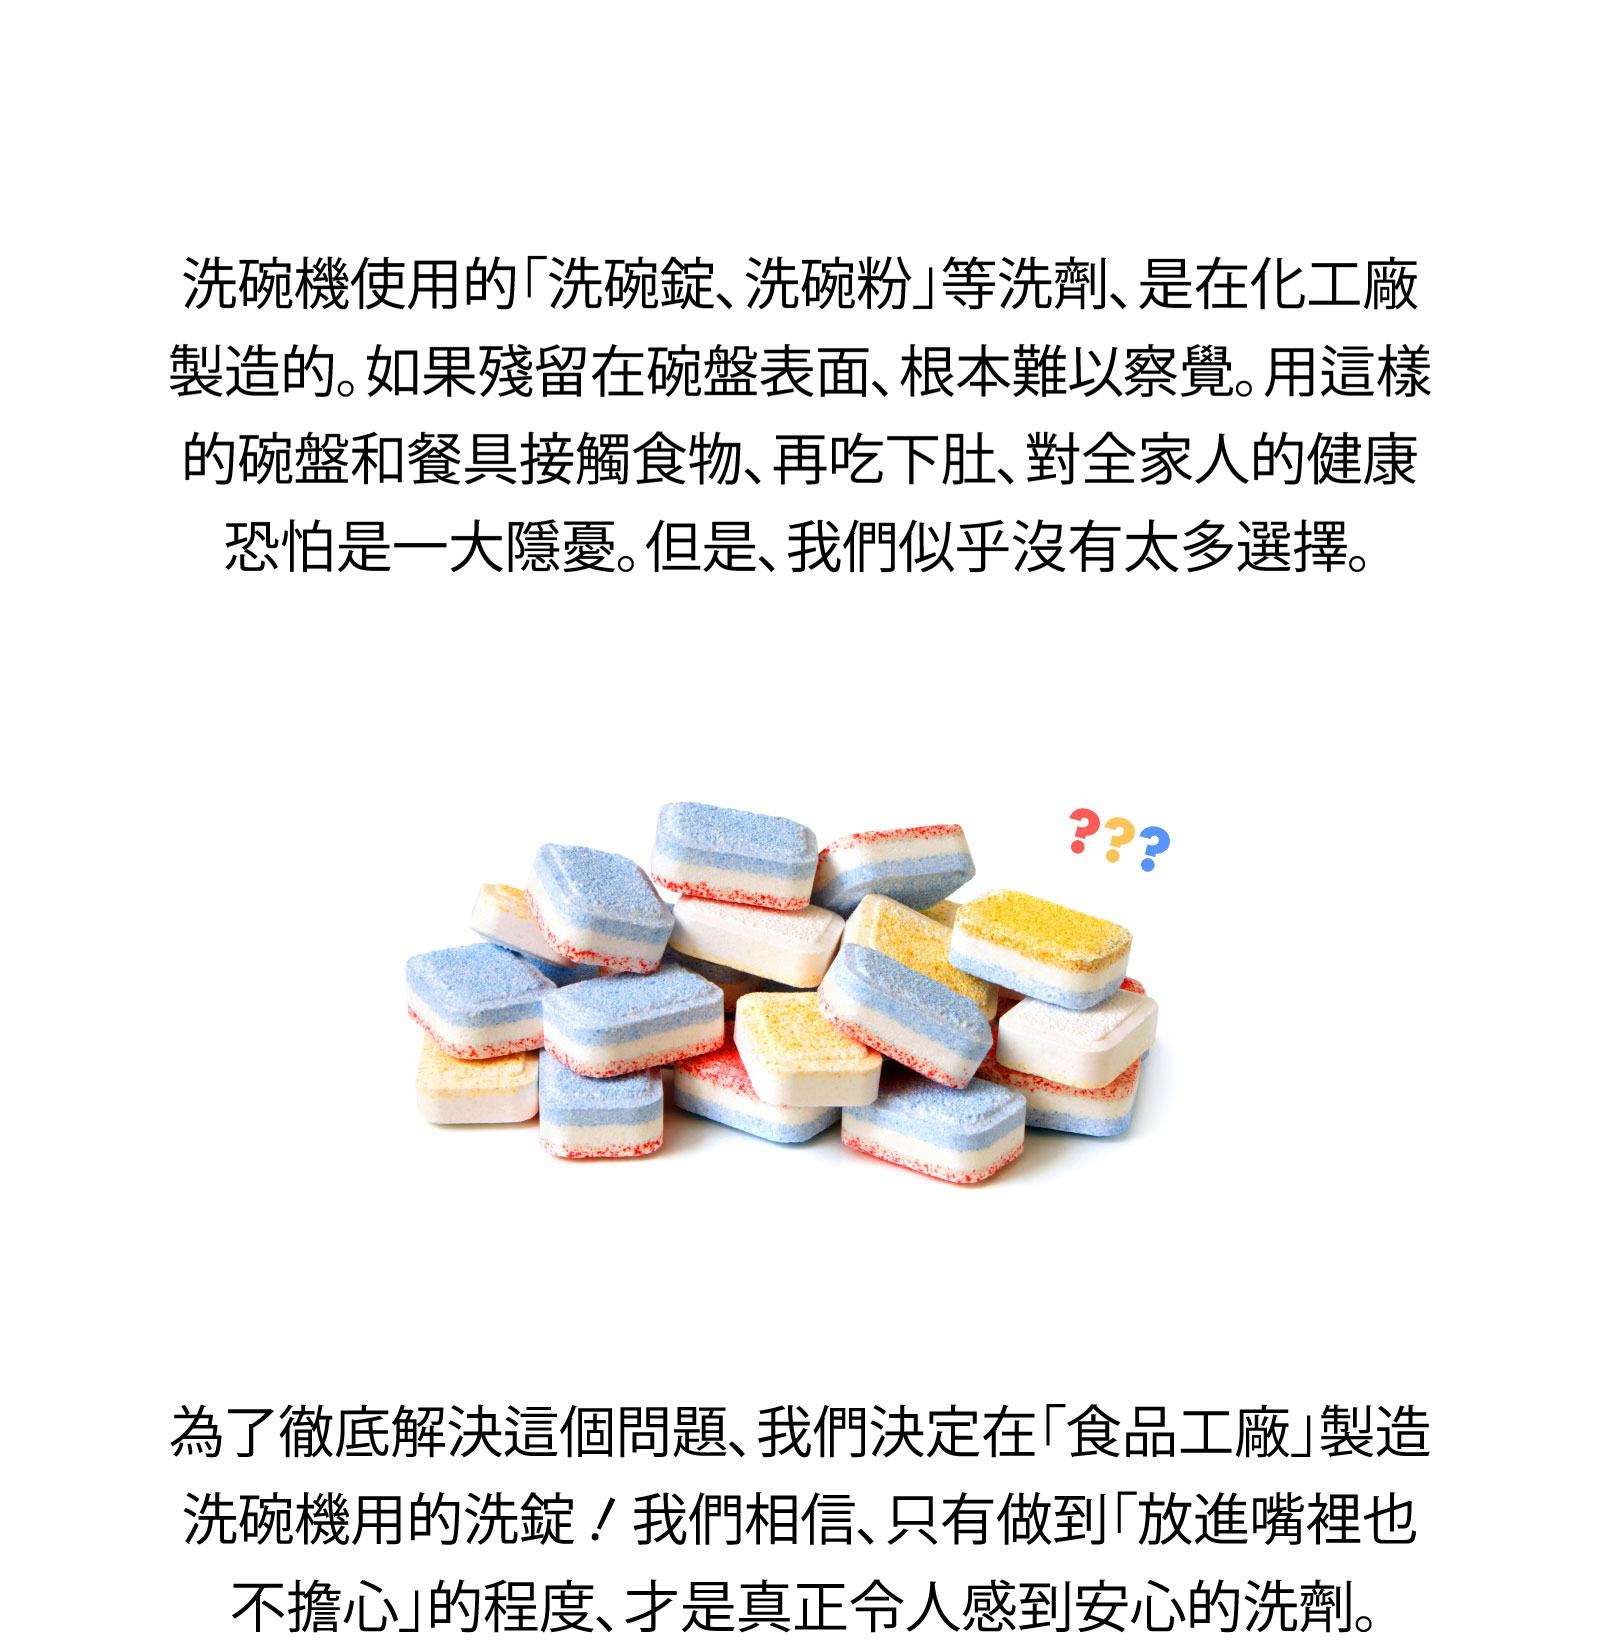 洗碗機使用的「洗碗錠、洗碗粉」等洗劑、是在化工廠
製造的。如果殘留在碗盤表面、根本難以察覺。用這樣
的碗盤和餐具接觸食物、再吃下肚、對全家人的健康
恐怕是一大隱憂。但是、我們似乎沒有太多選擇。
???
為了徹底解決這個問題、我們決定在「食品工廠」製造
洗碗機用的洗錠！我們相信、只有做到「放進嘴裡也
不擔心」的程度、才是真正令人感到安心的洗劑。